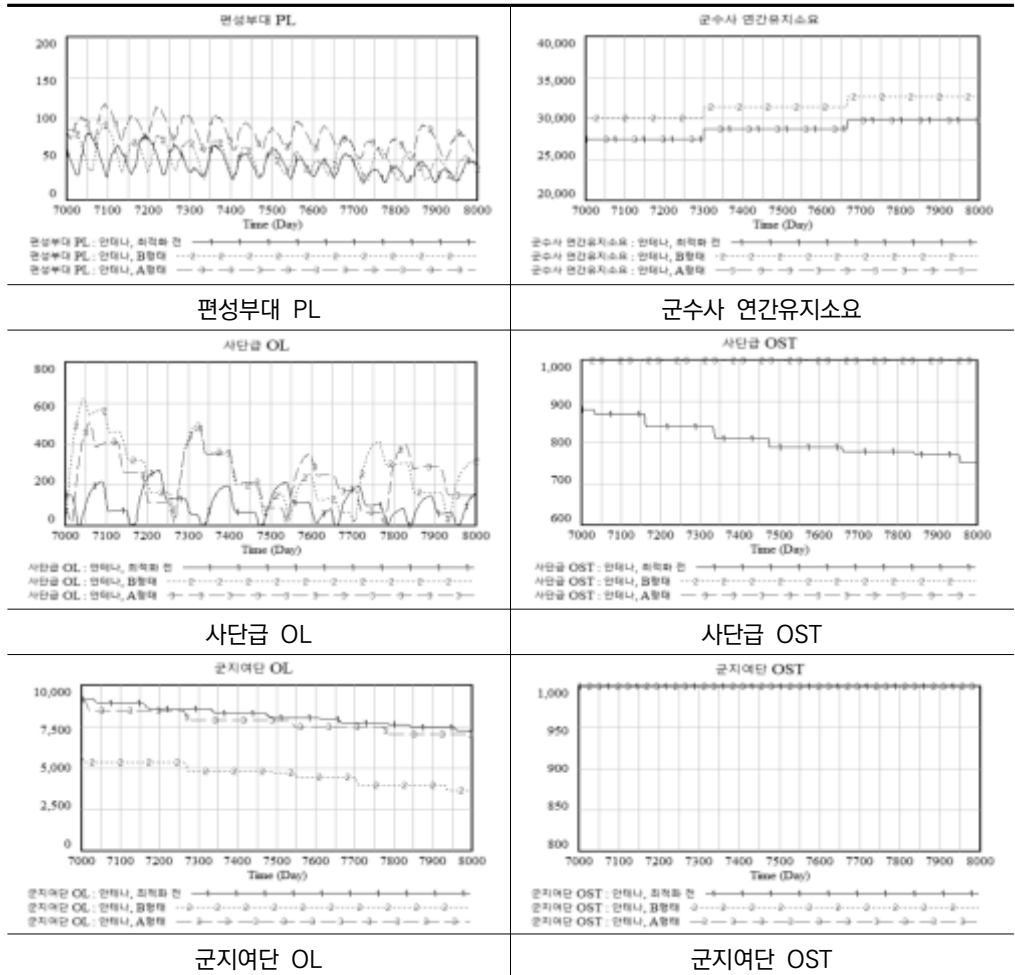 편성부대 PL
200
150
100
50
0
7000 7100 7200 7300 7400 7500 7600 7700 7800 7900 8000
Time (Day)
편성부대 PL : 안테나, 최적화 전
편성부대 PL : 안테나, B형태
편성부대 PL : 안테나, A형태
편성부대 PL
군수사 연간유지소요
40,000
35,000
30,000
25,000
20,000
7000 7100 7200 7300 7400 7500 7600 7700 7800 7900 8000
Time (Day)
군수사 연간유지소요 : 안테나, 최적화 전
군수사 연간유지소요 : 안테나, B형태
군수사 연간유지소요 : 안테나, A형태
군수사 연간유지소요
사단급 OL
800
600
400
200
0
7000 7100 7200 7300 7400 7500 7600 7700 7800 7900 8000
Time (Day)
사단급 OL : 안테나, 최적화 전
사단급 OL : 안테나, B형태
사단급 OL : 안테나, A형태
사단급 OL
사단급 OST
1,000
900
800
700
600
7000 7100 7200 7300 7400 7500 7600 7700 7800 7900 8000
Time (Day)
사단급 OST : 안테나, 최적화 전
사단급 OST : 안테나, B형태
사단급 OST : 안테나, A형태
사단급 OST
군지여단 OL
10,000
7,500
5,000
2,500
0
7000 7100 7200 7300 7400 7500 7600 7700 7800 7900 8000
Time (Day)
군지여단 OL : 안테나, 최적화 전
군지여단 OL : 안테나, B형태
군지여단 OL : 안테나, A형태
군지여단 OL
군지여단 OST
1,000
950
900
850
800
7000 7100 7200 7300 7400 7500 7600 7700 7800 7900 8000
Time (Day)
군지여단 OST : 안테나, 최적화 전
군지여단 OST : 안테나, B형태
군지여단 OST : 안테나, A형태
군지여단 OST